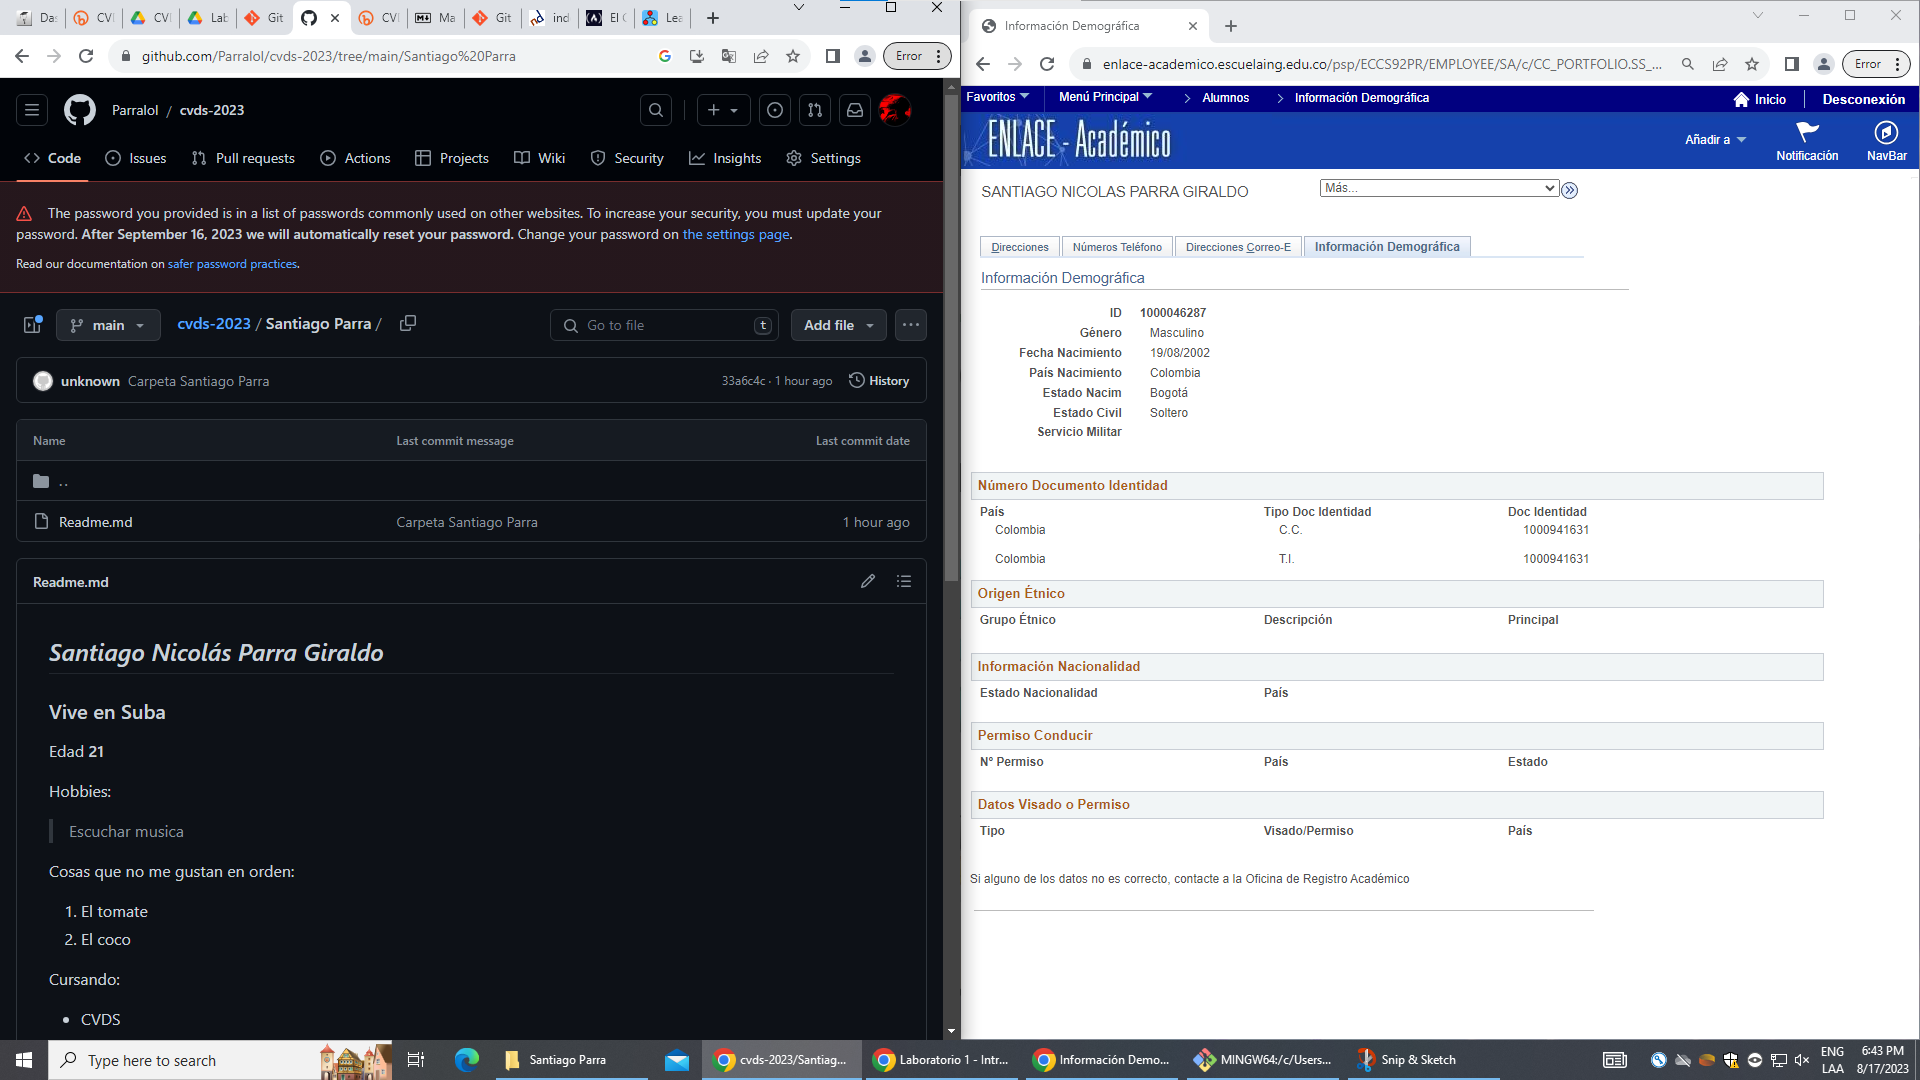 Das
CVI
CV
Lab
Git
CVI
Ma
Git
ind
El C
Lea
github.com/Parralol/cvds-2023/tree/main/Santiago%20Parra
Error
Parralol / cvds-2023
Code
Issues
Pull requests
Actions
Projects
Wiki
Security
Insights
Settings
The password you provided is in a list of passwords commonly used on other websites. To increase your security, you must update your
password. After September 16, 2023 we will automatically reset your password. Change your password on the settings page.
Read our documentation on safer password practices.
main
cvds-2023 / Santiago Parra /
Go to file
t
Add file
unknown Carpeta Santiago Parra
33a6c4c · 1 hour ago
History
Name
Last commit message
Last commit date
..
Readme.md
Carpeta Santiago Parra
1 hour ago
Readme.md
Santiago Nicolás Parra Giraldo
Vive en Suba
Edad 21
Hobbies:
Escuchar musica
Cosas que no me gustan en orden:
1. El tomate
2. El coco
Cursando:
• CVDS
Información Demográfica
enlace-academico.escuelaing.edu.co/psp/ECCS92PR/EMPLOYEE/SA/c/CC_PORTFOLIO.SS_...
Error
Favoritos
Menú Principal
Alumnos
Información Demográfica
Inicio
Desconexión
ENLACE - Académico
Añadir a
Notificación
NavBar
SANTIAGO NICOLAS PARRA GIRALDO
Más...
Direcciones
Números Teléfono
Direcciones Correo-E
Información Demográfica
Información Demográfica
ID 1000046287
Género Masculino
Fecha Nacimiento 19/08/2002
País Nacimiento Colombia
Estado Nacim Bogotá
Estado Civil Soltero
Servicio Militar
Número Documento Identidad
País Tipo Doc Identidad Doc Identidad
Colombia C.C. 1000941631
Colombia T.I. 1000941631
Origen Étnico
Grupo Étnico Descripción Principal
Información Nacionalidad
Estado Nacionalidad País
Permiso Conducir
Nº Permiso País Estado
Datos Visado o Permiso
Tipo Visado/Permiso País
Si alguno de los datos no es correcto, contacte a la Oficina de Registro Académico
Type here to search
Santiago Parra
cvds-2023/Santiag...
Laboratorio 1 - Intr...
Información Demo...
MINGW64:/c/Users...
Snip & Sketch
ENG
LAA
6:43 PM
8/17/2023